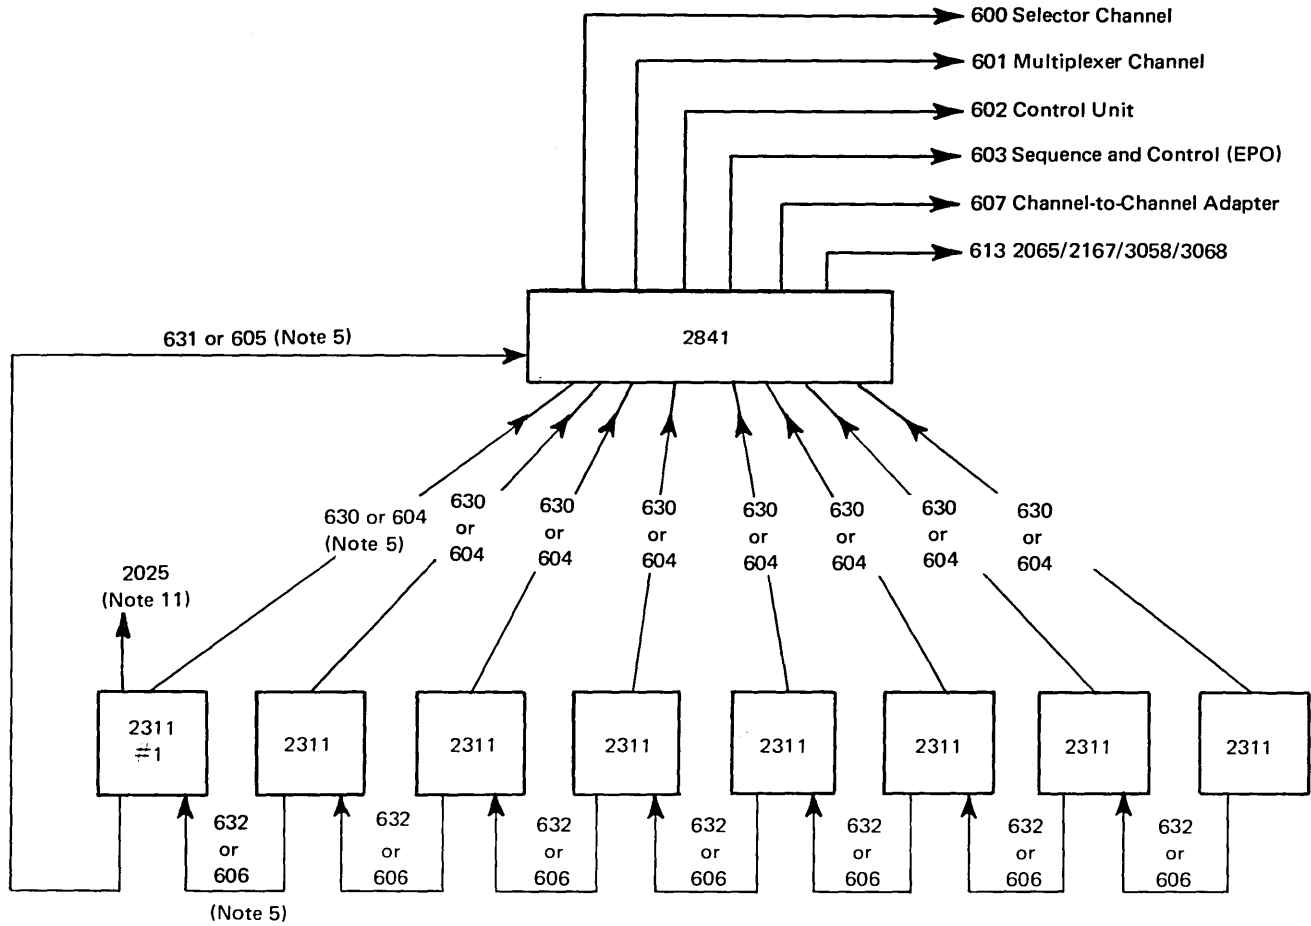 600 Selector Channel
601 Multiplexer Channel
602 Control Unit
603 Sequence and Control (EPO)
607 Channel-to-Channel Adapter
613 2065/2167/3058/3068
2841
631 or 605 (Note 5)
630 or 604
(Note 5)
630
or
604
630
or
604
630
or
604
630
or
604
630
or
604
630
or
604
630
or
604
2025
(Note 11)
2311
#1
2311
2311
2311
2311
2311
2311
2311
632
or
606
(Note 5)
632
or
606
632
or
606
632
or
606
632
or
606
632
or
606
632
or
606